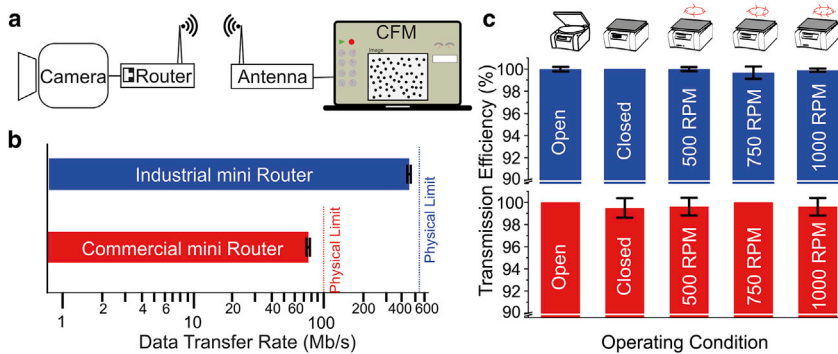 a
Camera
Router
Antenna
CFM
Image
b
Industrial mini Router
Commercial mini Router
Physical Limit
Physical Limit
1 2 4 6 8 10 20 40 60 100 200 400 600
Data Transfer Rate (Mb/s)
c
Transmission Efficiency (%)
100
98
96
94
92
90
Open
Closed
500 RPM
750 RPM
1000 RPM
Transmission Efficiency (%)
100
98
96
94
92
90
Open
Closed
500 RPM
750 RPM
1000 RPM
Operating Condition